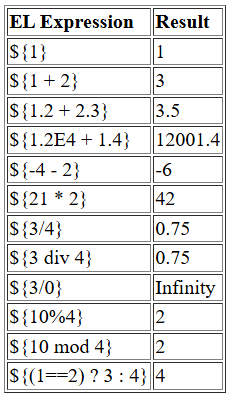 EL Expression Result
${1} 1
${1 + 2} 3
${1.2 + 2.3} 3.5
${1.2E4 + 1.4} 12001.4
${-4 - 2} -6
${21 * 2} 42
${3/4} 0.75
${3 div 4} 0.75
${3/0} Infinity
${10%4} 2
${10 mod 4} 2
${(1==2) ? 3 : 4} 4